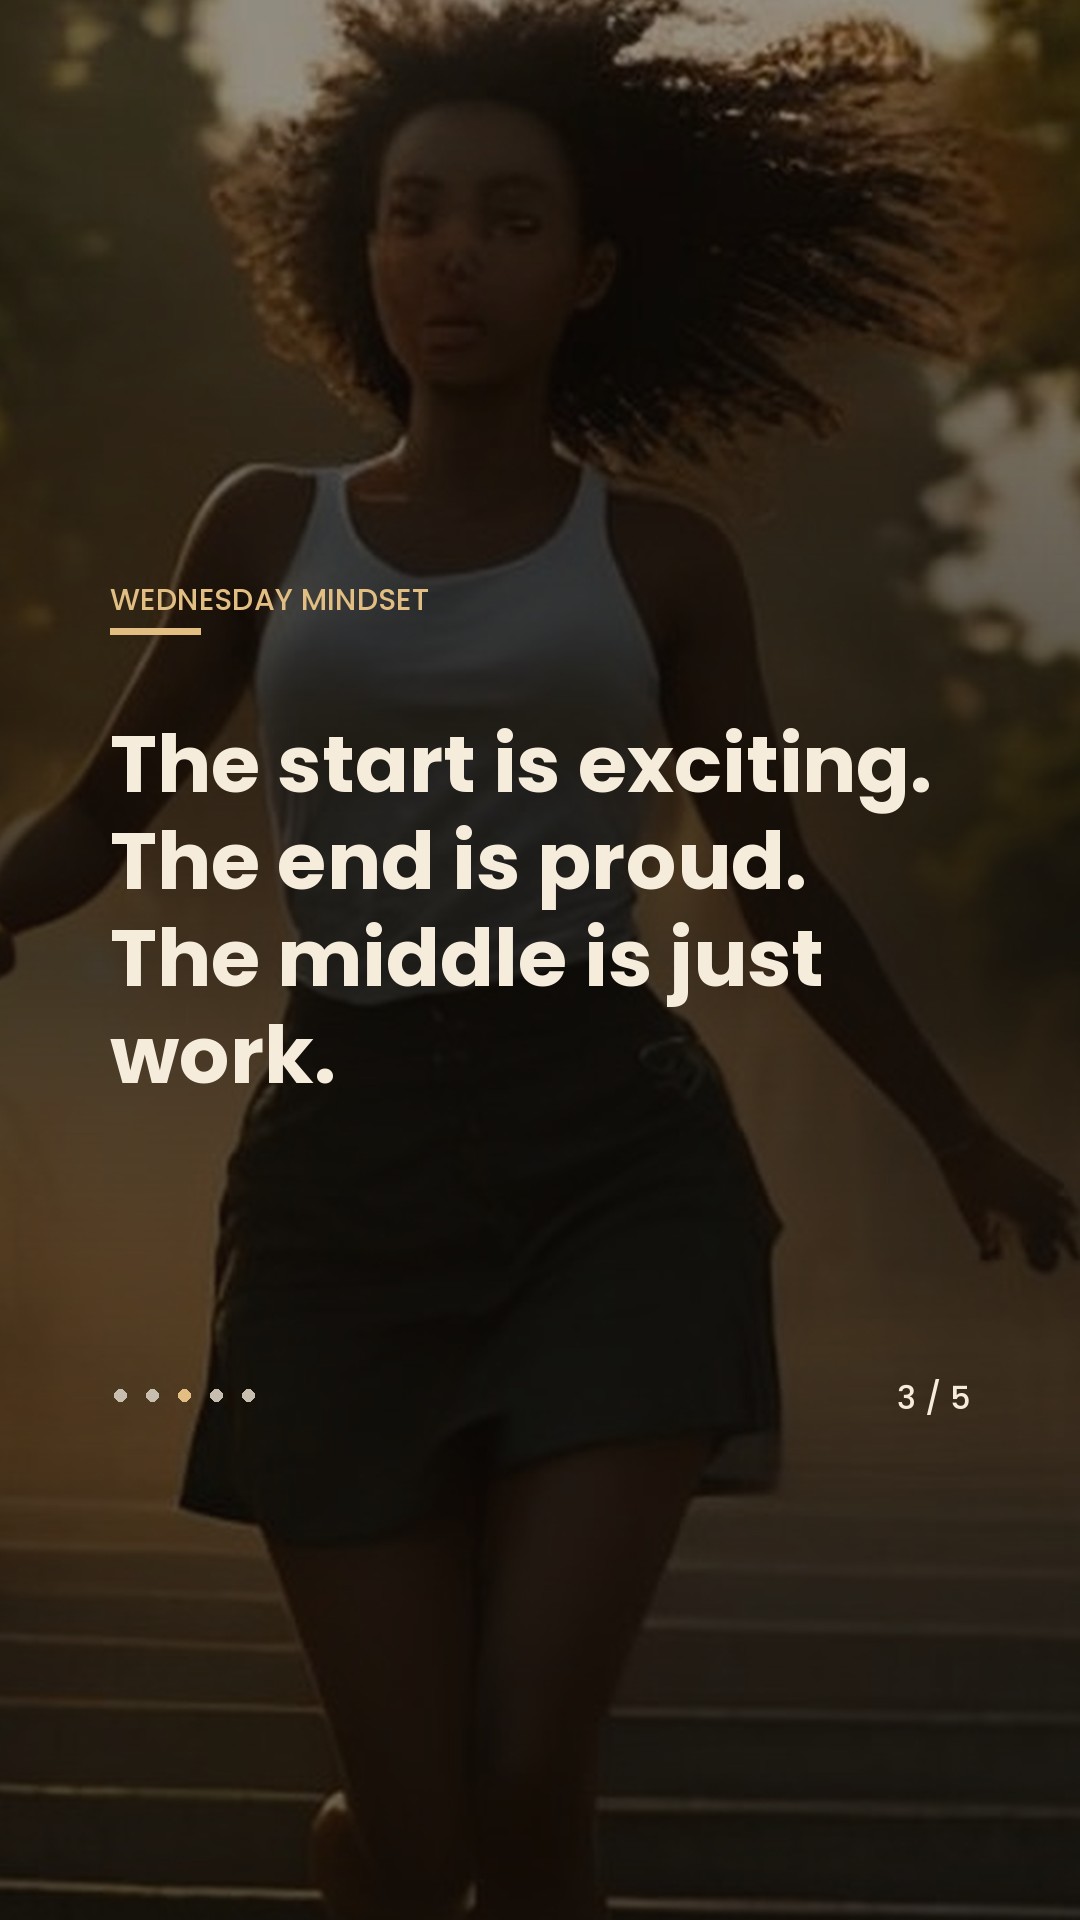 WEDNESDAY MINDSET
The start is exciting.
The end is proud.
The middle is just
work.
3 / 5